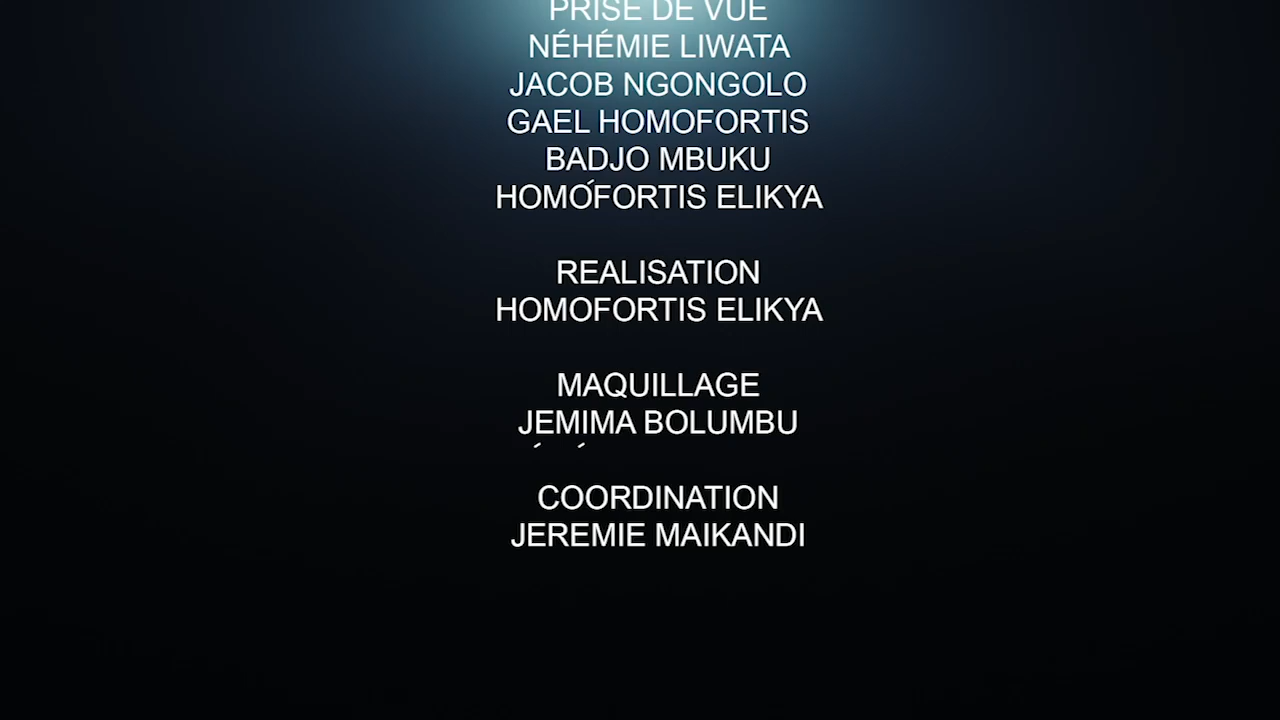 PRISE DE VUE
NÉHÉMIE LIWATA
JACOB NGONGOLO
GAEL HOMOFORTIS
BADJO MBUKU
HOMOFORTIS ELIKYA
REALISATION
HOMOFORTIS ELIKYA
MAQUILLAGE
JEMIMA BOLUMBU
COORDINATION
JEREMIE MAIKANDI